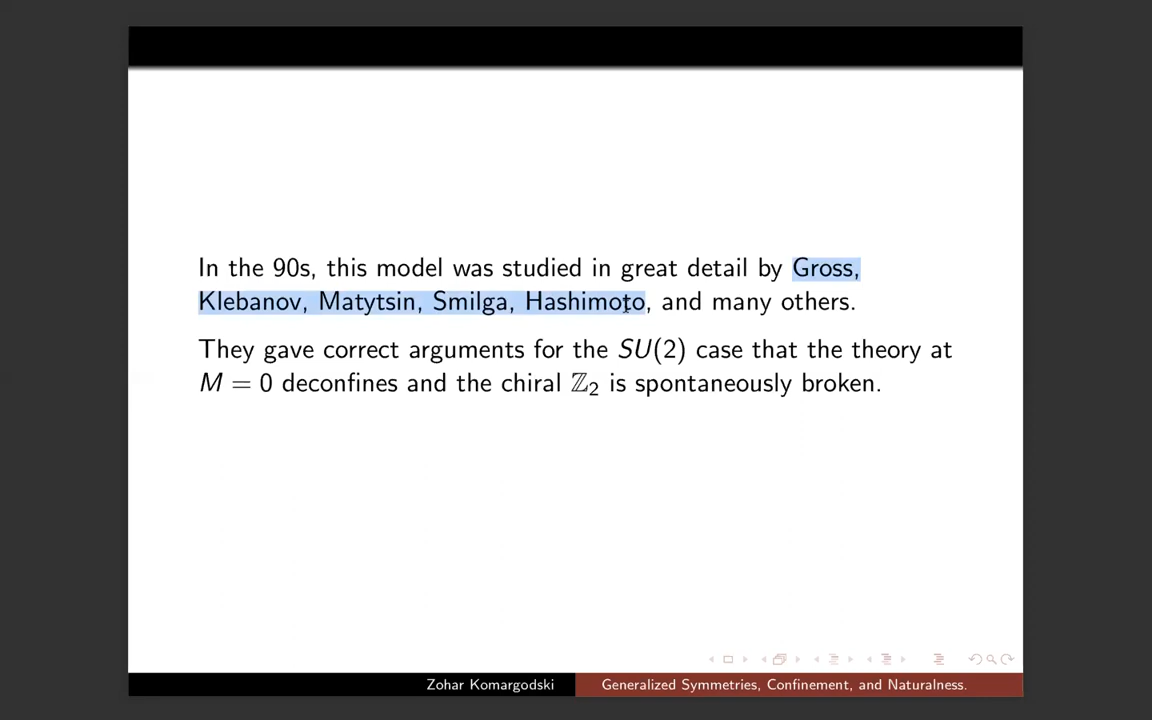 In the 90s, this model was studied in great detail by Gross,
Klebanov, Matytsin, Smilga, Hashimoto, and many others.
They gave correct arguments for the SU(2) case that the theory at
M = 0 deconfines and the chiral ℤ₂ is spontaneously broken.
Zohar Komargodski
Generalized Symmetries, Confinement, and Naturalness.